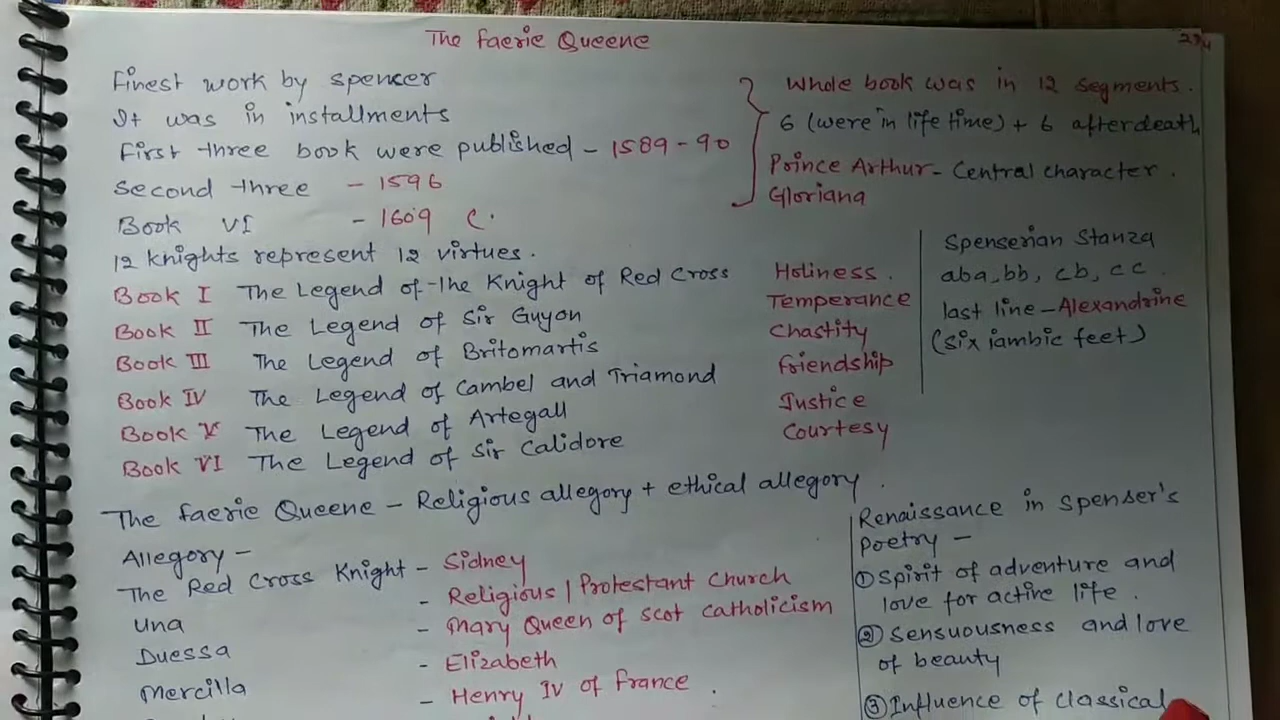 The Faerie Queene
Finest work by spencer
It was in installments
First three book were published - 1589-90
Second three - 1596
Book VI - 1609
Whole book was in 12 segments.
6 (were in life time) + 6 after death
Prince Arthur - Central character.
Gloriana
12 knights represent 12 virtues.
Book I The Legend of the Knight of Red Cross Holiness.
Book II The Legend of Sir Guyon Temperance
Book III The Legend of Britomartis Chastity
Book IV The Legend of Cambel and Triamond Friendship
Book V The Legend of Artegall Justice
Book VI The Legend of Sir Calidore Courtesy
Spenserian Stanza
aba, bb, cb, cc
last line - Alexandrine
(six iambic feet)
The Faerie Queene - Religious allegory + ethical allegory.
Allegory -
The Red Cross Knight - Sidney
Una - Religious / Protestant Church
Duessa - Mary Queen of Scot Catholicism
Mercilla - Elizabeth
- Henry IV of France.
Renaissance in Spenser's
Poetry -
① Spirit of adventure and
love for active life.
② Sensuousness and love
of beauty
③ Influence of classical